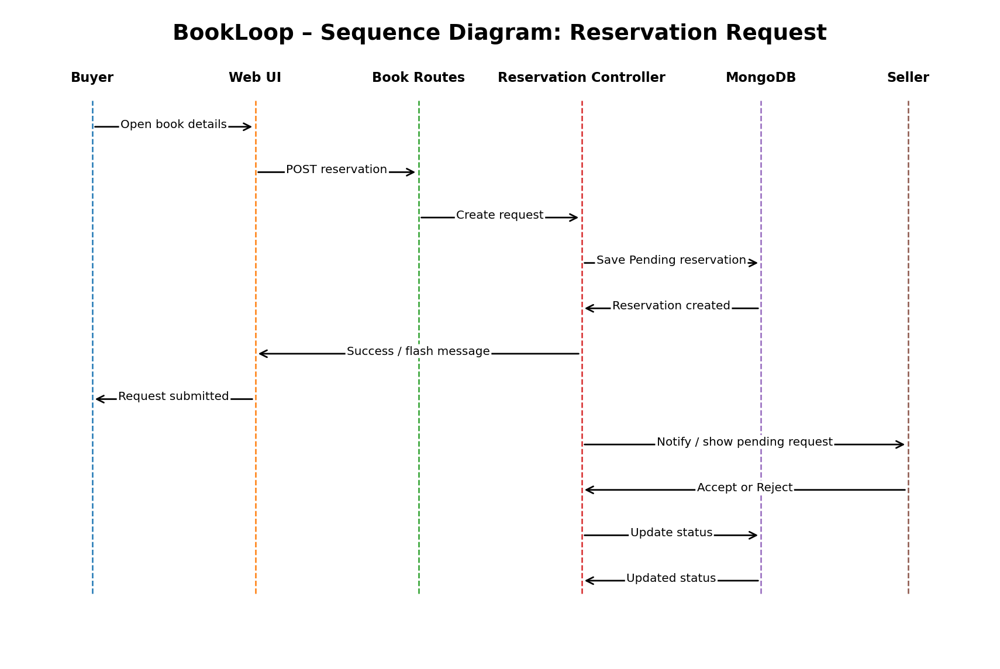 BookLoop – Sequence Diagram: Reservation Request
Buyer Web UI Book Routes Reservation Controller MongoDB Seller
Open book details
POST reservation
Create request
Save Pending reservation
Reservation created
Success / flash message
Request submitted
Notify / show pending request
Accept or Reject
Update status
Updated status